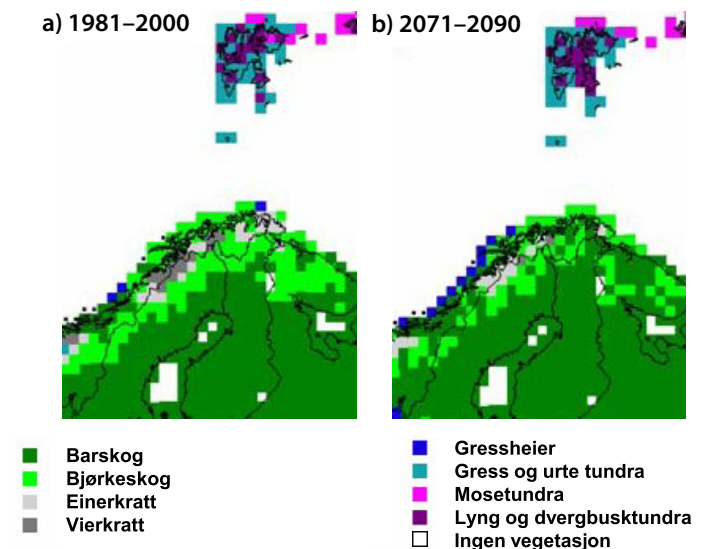 a) 1981–2000
b) 2071–2090
Barskog
Bjørkeskog
Einerkratt
Vierkratt
Gressheier
Gress og urte tundra
Mosetundra
Lyng og dvergbusktundra
Ingen vegetasjon